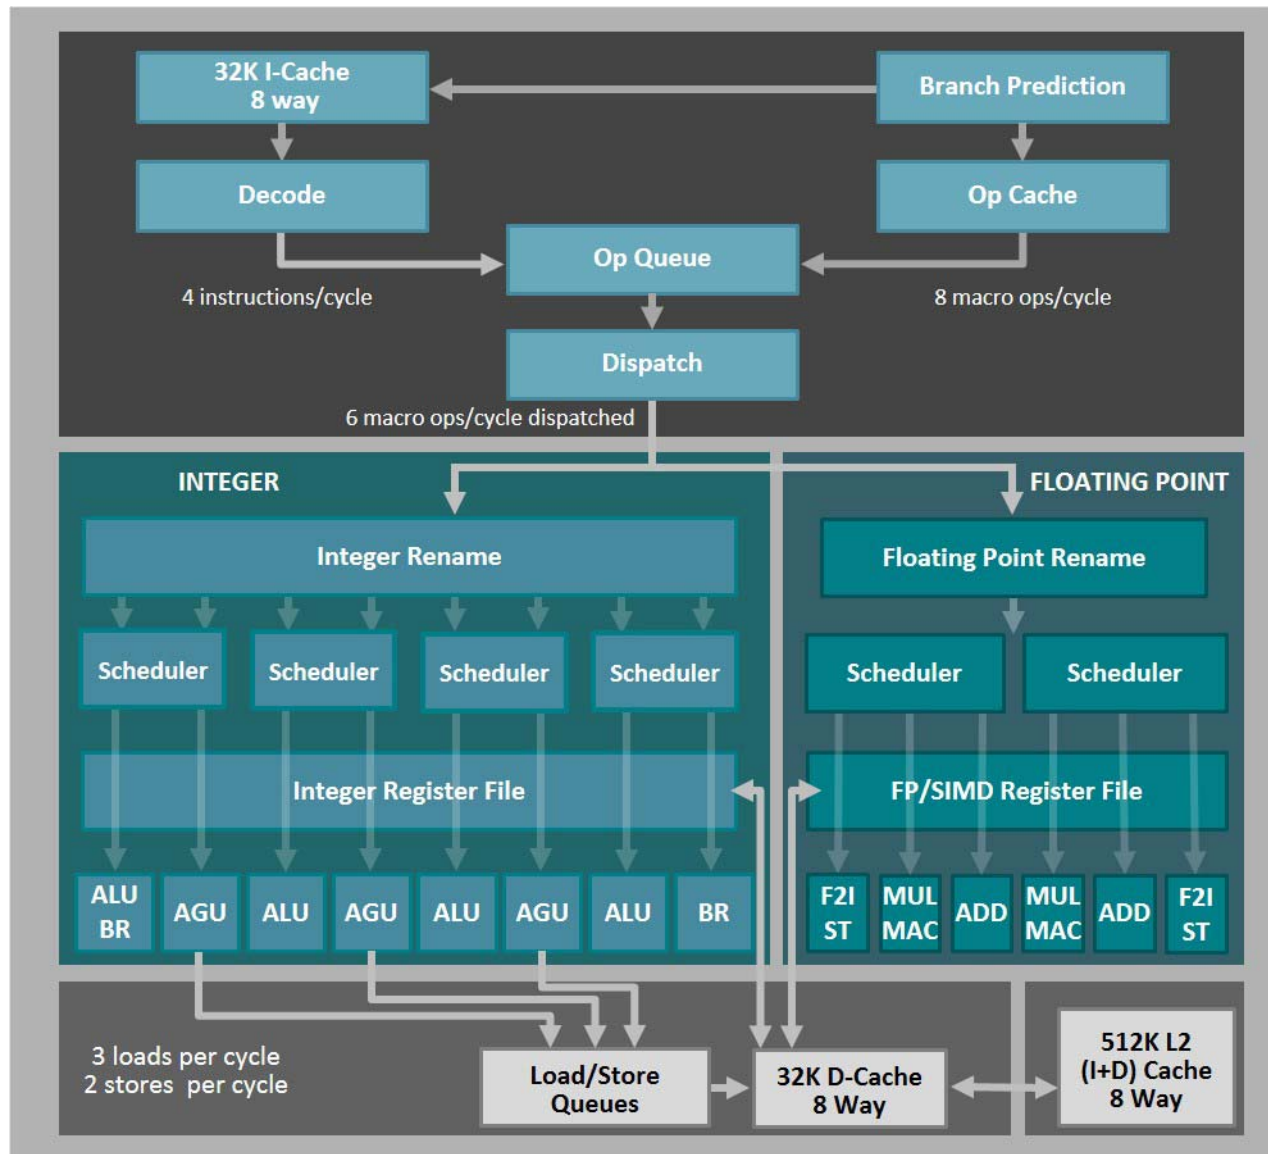 32K I-Cache
8 way
Branch Prediction
Decode
Op Cache
Op Queue
4 instructions/cycle
8 macro ops/cycle
Dispatch
6 macro ops/cycle dispatched
INTEGER
FLOATING POINT
Integer Rename
Floating Point Rename
Scheduler
Scheduler
Scheduler
Scheduler
Scheduler
Scheduler
Integer Register File
FP/SIMD Register File
ALU
BR
AGU
ALU
AGU
ALU
AGU
ALU
BR
F2I
ST
MUL
MAC
ADD
MUL
MAC
ADD
F2I
ST
3 loads per cycle
2 stores per cycle
Load/Store
Queues
32K D-Cache
8 Way
512K L2
(I+D) Cache
8 Way